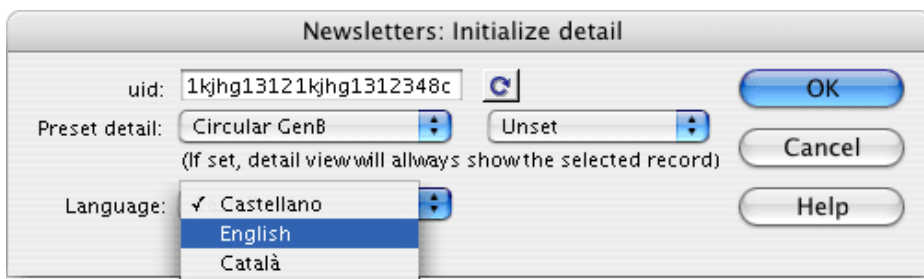 Newsletters: Initialize detail
uid: 1kjhg13121kjhg1312348c
OK
Preset detail: Circular GenB Unset
(If set, detail view will allways show the selected record)
Cancel
Language: ✓ Castellano
Help
English
Català